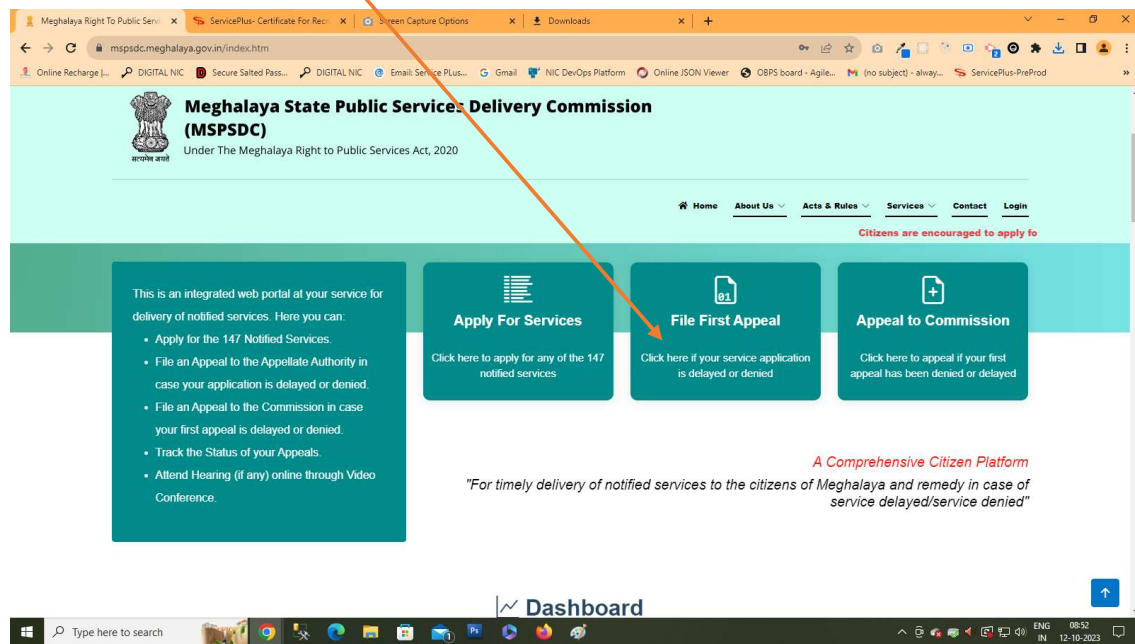 Meghalaya Right To Public Servi
ServicePlus- Certificate For Recr
Screen Capture Options
Downloads
mspsdc.meghalaya.gov.in/index.htm
Online Recharge |...
DIGITAL NIC
Secure Salted Pass...
DIGITAL NIC
Email: Service PLus...
Gmail
NIC DevOps Platform
Online JSON Viewer
OBPS board - Agile...
(no subject) - alway...
ServicePlus-PreProd
»
Meghalaya State Public Services Delivery Commission
(MSPSDC)
Under The Meghalaya Right to Public Services Act, 2020
सत्यमेव जयते
Home About Us Acts & Rules Services Contact Login
Citizens are encouraged to apply fo
This is an integrated web portal at your service for
delivery of notified services. Here you can:
• Apply for the 147 Notified Services.
• File an Appeal to the Appellate Authority in
case your application is delayed or denied.
• File an Appeal to the Commission in case
your first appeal is delayed or denied.
• Track the Status of your Appeals.
• Attend Hearing (if any) online through Video
Conference.
Apply For Services
Click here to apply for any of the 147
notified services
01
File First Appeal
Click here if your service application
is delayed or denied
Appeal to Commission
Click here to appeal if your first
appeal has been denied or delayed
A Comprehensive Citizen Platform
"For timely delivery of notified services to the citizens of Meghalaya and remedy in case of
service delayed/service denied"
Dashboard
Type here to search
Ps
ENG
IN
08:52
12-10-2023